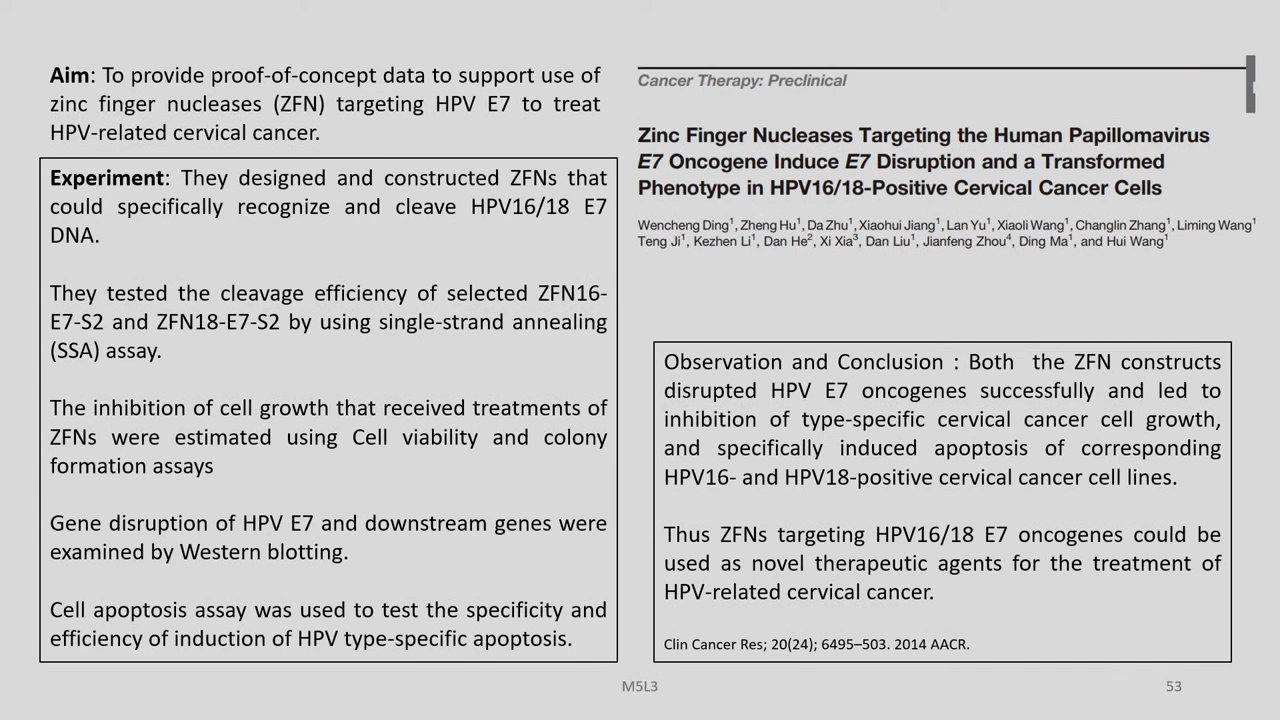 Aim: To provide proof-of-concept data to support use of
zinc finger nucleases (ZFN) targeting HPV E7 to treat
HPV-related cervical cancer.
Experiment: They designed and constructed ZFNs that
could specifically recognize and cleave HPV16/18 E7
DNA.
They tested the cleavage efficiency of selected ZFN16-
E7-S2 and ZFN18-E7-S2 by using single-strand annealing
(SSA) assay.
The inhibition of cell growth that received treatments of
ZFNs were estimated using Cell viability and colony
formation assays
Gene disruption of HPV E7 and downstream genes were
examined by Western blotting.
Cell apoptosis assay was used to test the specificity and
efficiency of induction of HPV type-specific apoptosis.
Cancer Therapy: Preclinical
Zinc Finger Nucleases Targeting the Human Papillomavirus
E7 Oncogene Induce E7 Disruption and a Transformed
Phenotype in HPV16/18-Positive Cervical Cancer Cells
Wencheng Ding1, Zheng Hu1, Da Zhu1, Xiaohui Jiang1, Lan Yu1, Xiaoli Wang1, Changlin Zhang1, Liming Wang1
Teng Ji1, Kezhen Li1, Dan He2, Xi Xia3, Dan Liu1, Jianfeng Zhou4, Ding Ma1, and Hui Wang1
Observation and Conclusion : Both the ZFN constructs
disrupted HPV E7 oncogenes successfully and led to
inhibition of type-specific cervical cancer cell growth,
and specifically induced apoptosis of corresponding
HPV16- and HPV18-positive cervical cancer cell lines.
Thus ZFNs targeting HPV16/18 E7 oncogenes could be
used as novel therapeutic agents for the treatment of
HPV-related cervical cancer.
Clin Cancer Res; 20(24); 6495–503. 2014 AACR.
M5L3
53